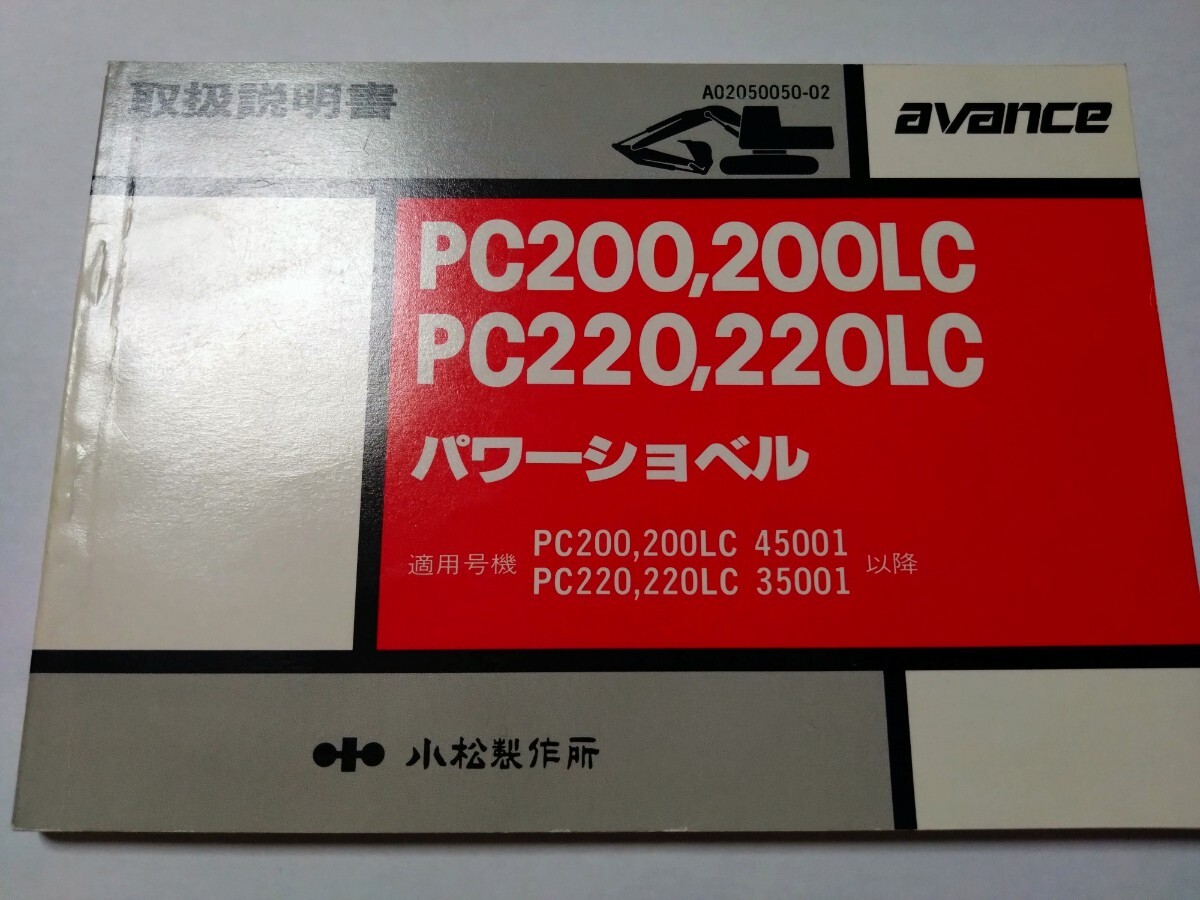 取扱説明書
A02050050-02
avance
PC200,200LC
PC220,220LC
パワーショベル
適用号機 PC200,200LC 45001 以降
PC220,220LC 35001
小松製作所